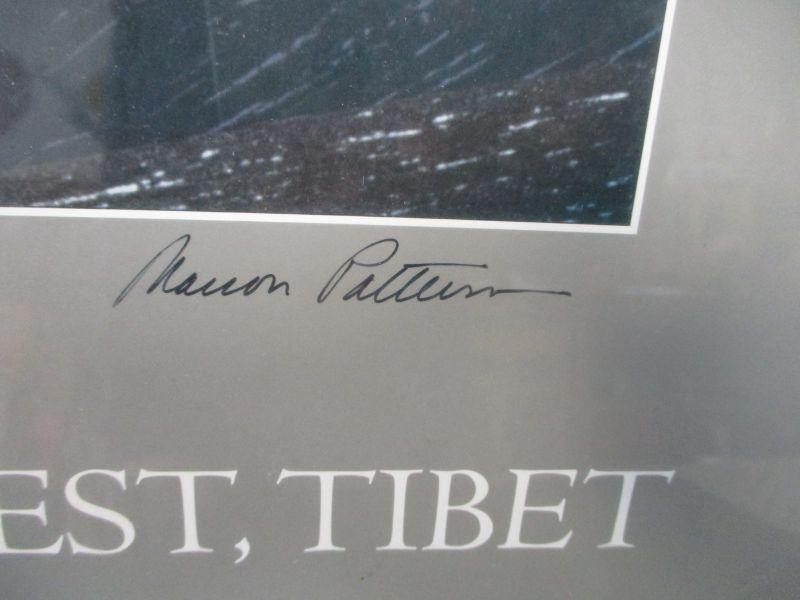 Marion Patterson
EST, TIBET